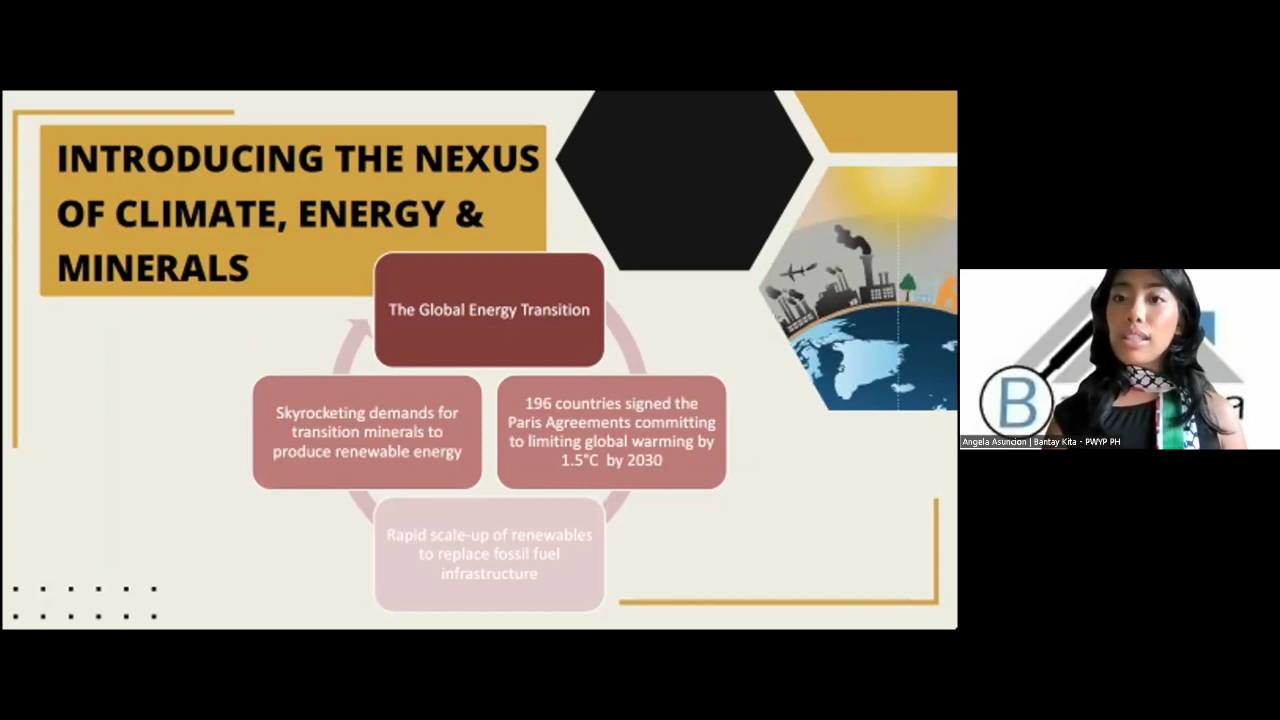 INTRODUCING THE NEXUS
OF CLIMATE, ENERGY &
MINERALS
The Global Energy Transition
196 countries signed the
Paris Agreements committing
to limiting global warming by
1.5°C by 2030
Rapid scale-up of renewables
to replace fossil fuel
infrastructure
Skyrocketing demands for
transition minerals to
produce renewable energy
B
a
Angela Asuncion | Bantay Kita - PWYP PH